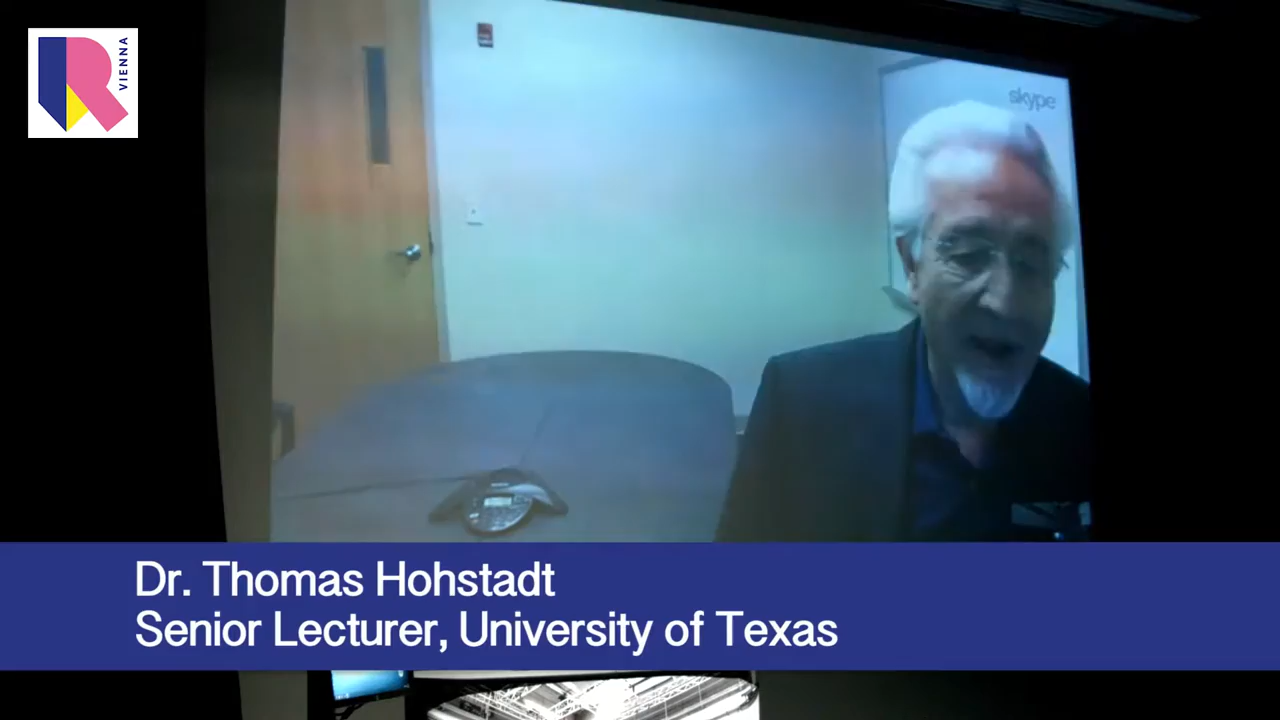 VIENNA
skype
Dr. Thomas Hohstadt
Senior Lecturer, University of Texas